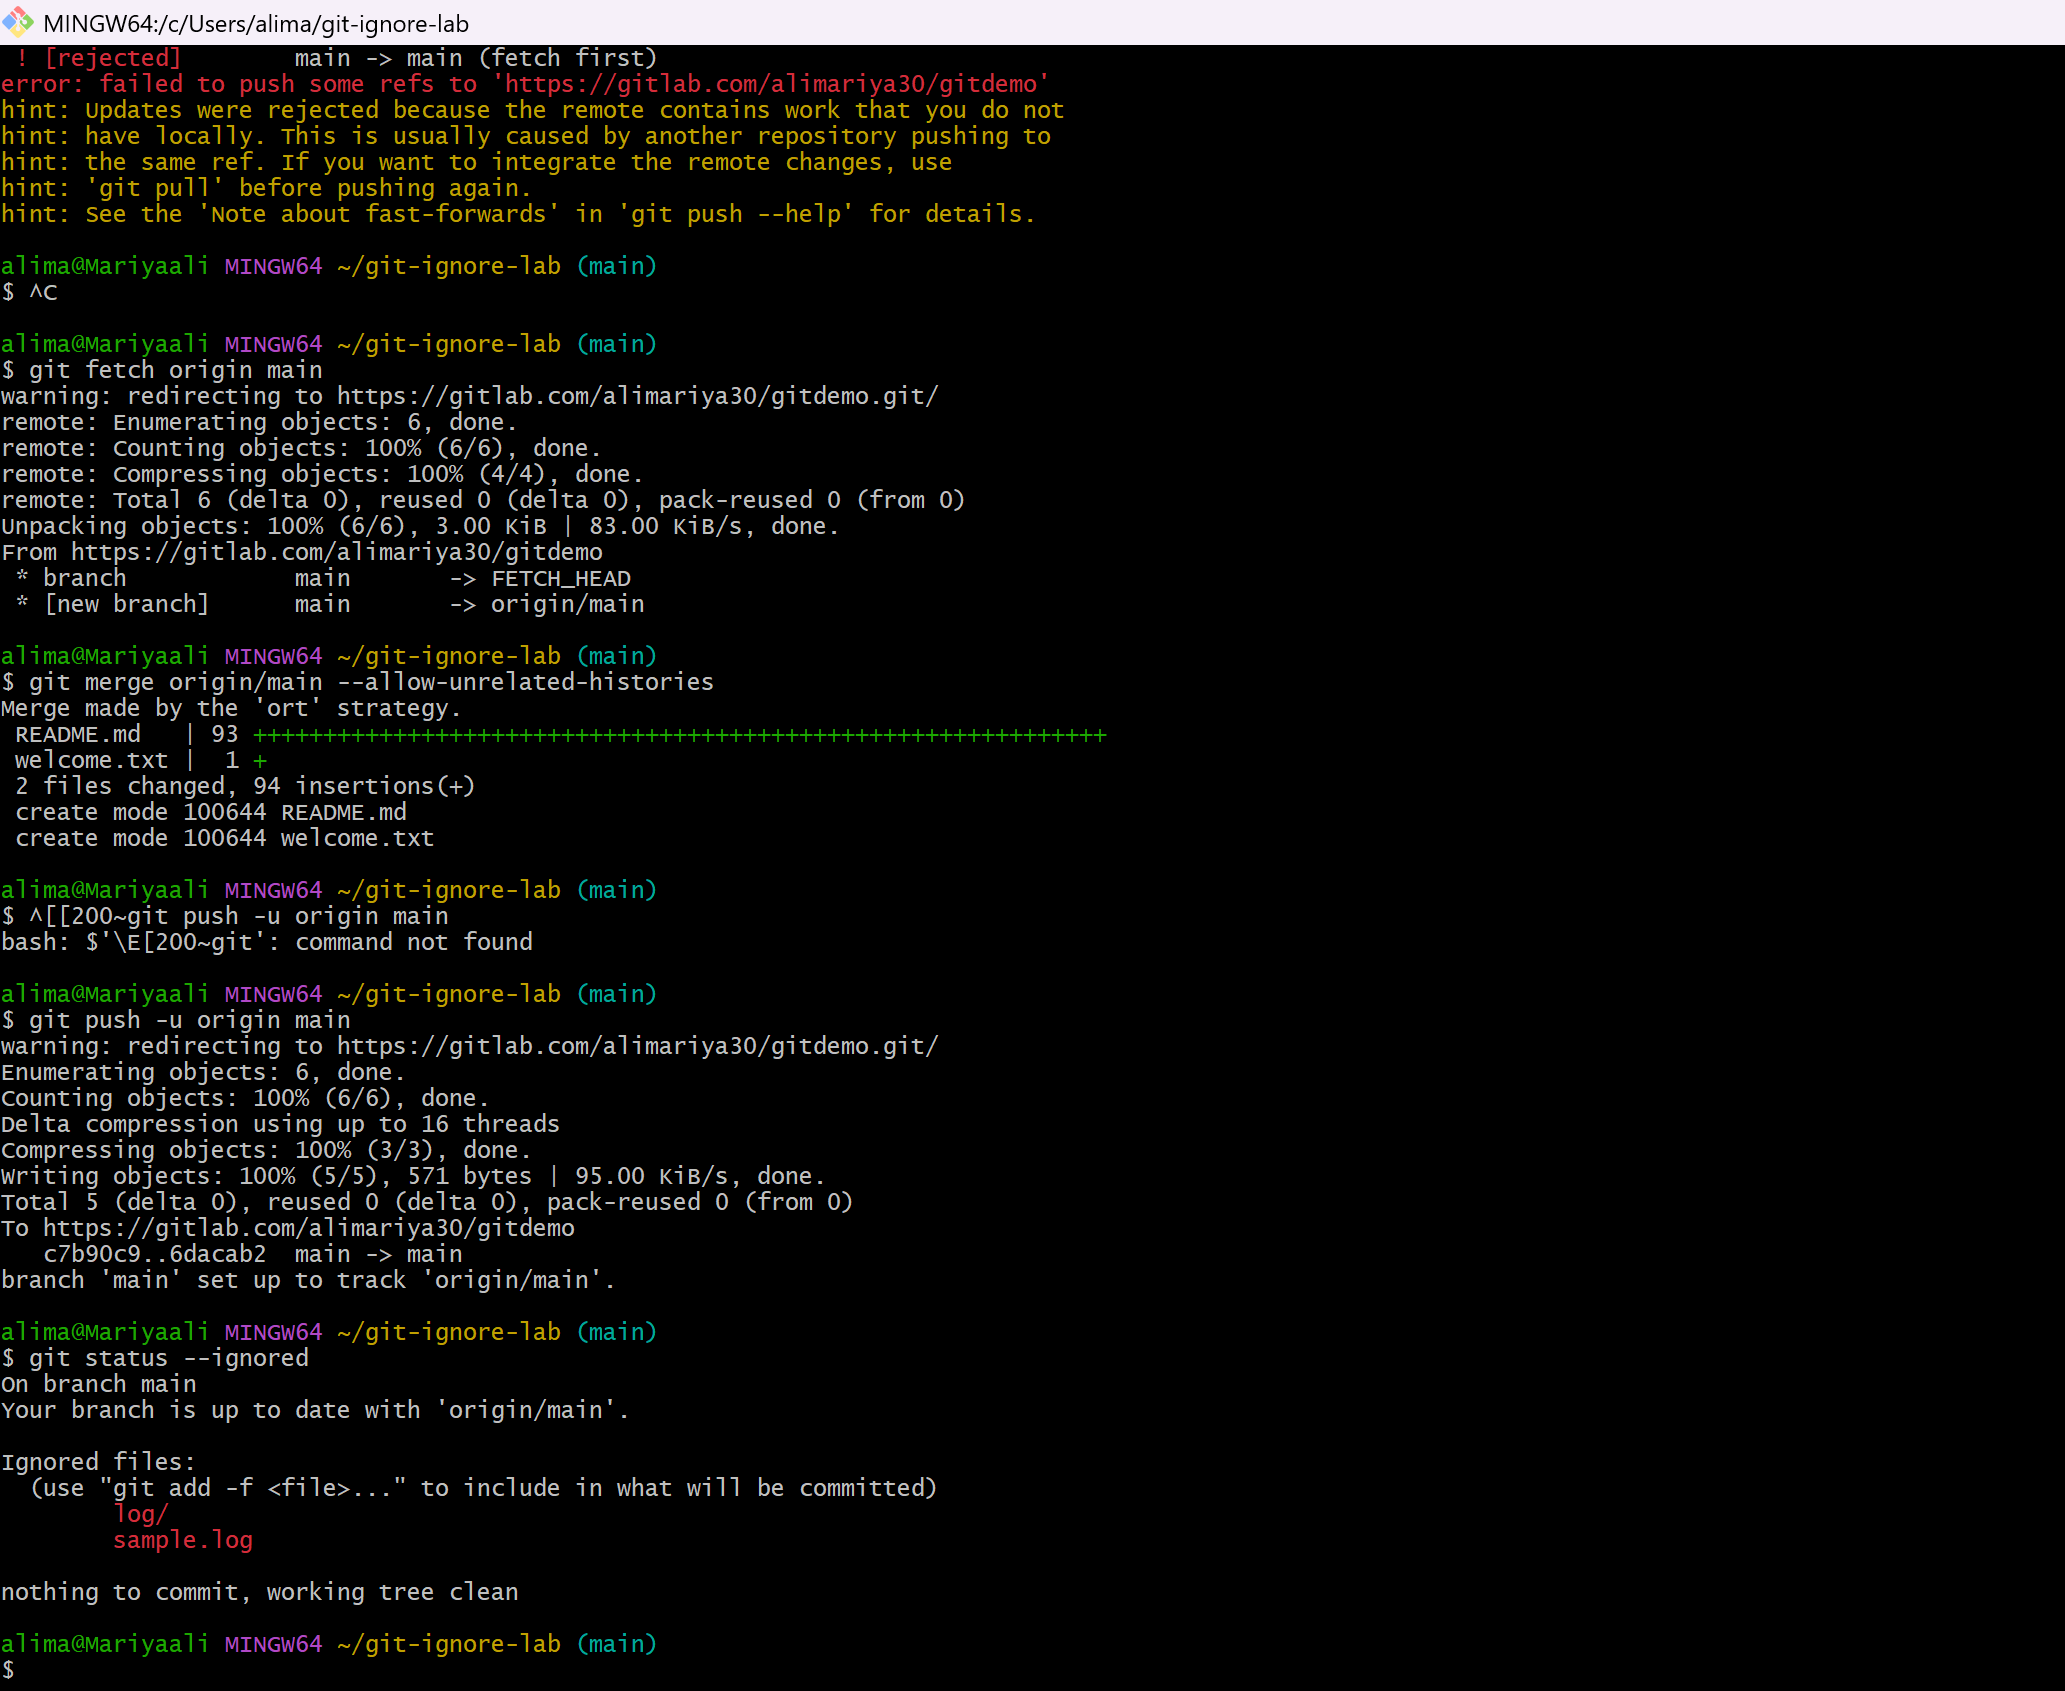 MINGW64:/c/Users/alima/git-ignore-lab
 ! [rejected]        main -> main (fetch first)
error: failed to push some refs to 'https://gitlab.com/alimariya30/gitdemo'
hint: Updates were rejected because the remote contains work that you do not
hint: have locally. This is usually caused by another repository pushing to
hint: the same ref. If you want to integrate the remote changes, use
hint: 'git pull' before pushing again.
hint: See the 'Note about fast-forwards' in 'git push --help' for details.
alima@Mariyaali MINGW64 ~/git-ignore-lab (main)
$ ^C
alima@Mariyaali MINGW64 ~/git-ignore-lab (main)
$ git fetch origin main
warning: redirecting to https://gitlab.com/alimariya30/gitdemo.git/
remote: Enumerating objects: 6, done.
remote: Counting objects: 100% (6/6), done.
remote: Compressing objects: 100% (4/4), done.
remote: Total 6 (delta 0), reused 0 (delta 0), pack-reused 0 (from 0)
Unpacking objects: 100% (6/6), 3.00 KiB | 83.00 KiB/s, done.
From https://gitlab.com/alimariya30/gitdemo
 * branch            main       -> FETCH_HEAD
 * [new branch]      main       -> origin/main
alima@Mariyaali MINGW64 ~/git-ignore-lab (main)
$ git merge origin/main --allow-unrelated-histories
Merge made by the 'ort' strategy.
 README.md   | 93 +++++++++++++++++++++++++++++++++++++++++++++++++++++++++++++
 welcome.txt |  1 +
 2 files changed, 94 insertions(+)
 create mode 100644 README.md
 create mode 100644 welcome.txt
alima@Mariyaali MINGW64 ~/git-ignore-lab (main)
$ ^[[200~git push -u origin main
bash: $'\E[200~git': command not found
alima@Mariyaali MINGW64 ~/git-ignore-lab (main)
$ git push -u origin main
warning: redirecting to https://gitlab.com/alimariya30/gitdemo.git/
Enumerating objects: 6, done.
Counting objects: 100% (6/6), done.
Delta compression using up to 16 threads
Compressing objects: 100% (3/3), done.
Writing objects: 100% (5/5), 571 bytes | 95.00 KiB/s, done.
Total 5 (delta 0), reused 0 (delta 0), pack-reused 0 (from 0)
To https://gitlab.com/alimariya30/gitdemo
   c7b90c9..6dacab2  main -> main
branch 'main' set up to track 'origin/main'.
alima@Mariyaali MINGW64 ~/git-ignore-lab (main)
$ git status --ignored
On branch main
Your branch is up to date with 'origin/main'.
Ignored files:
  (use "git add -f <file>..." to include in what will be committed)
        log/
        sample.log
nothing to commit, working tree clean
alima@Mariyaali MINGW64 ~/git-ignore-lab (main)
$